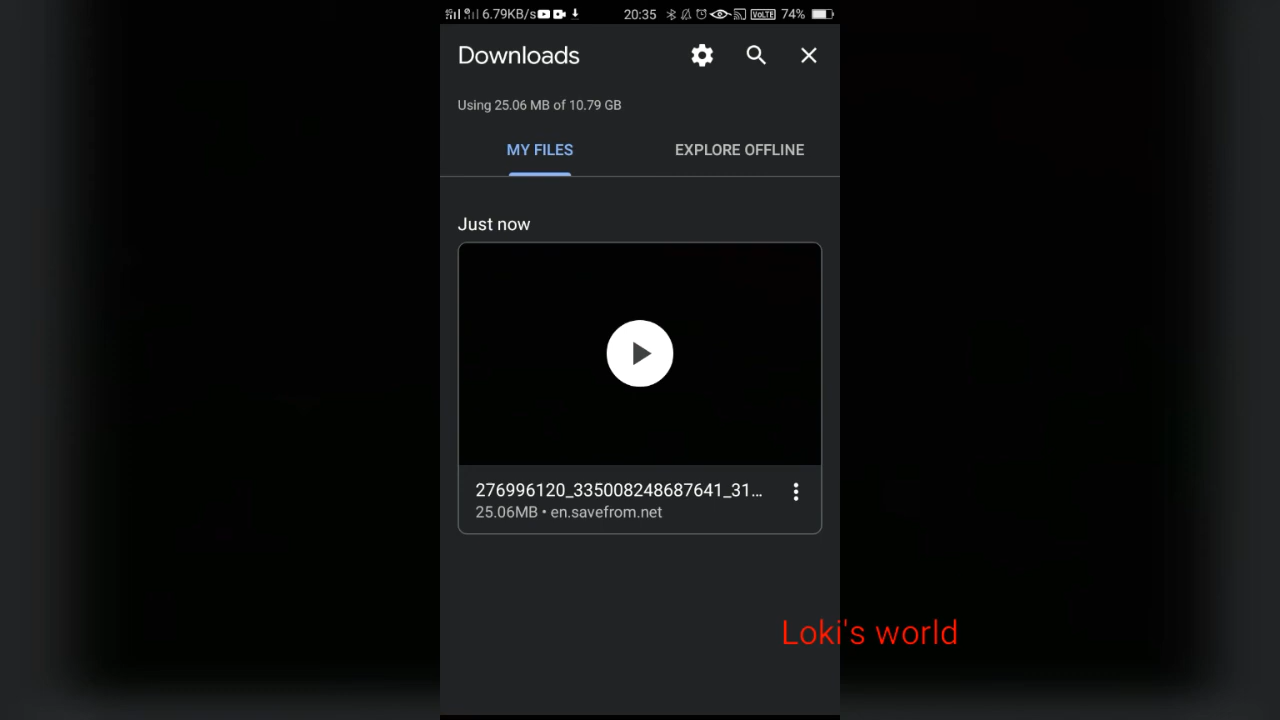 6.79KB/s 20:35 VoLTE 74%
Downloads
Using 25.06 MB of 10.79 GB
MY FILES EXPLORE OFFLINE
Just now
276996120_335008248687641_31...
25.06MB • en.savefrom.net
Loki's world